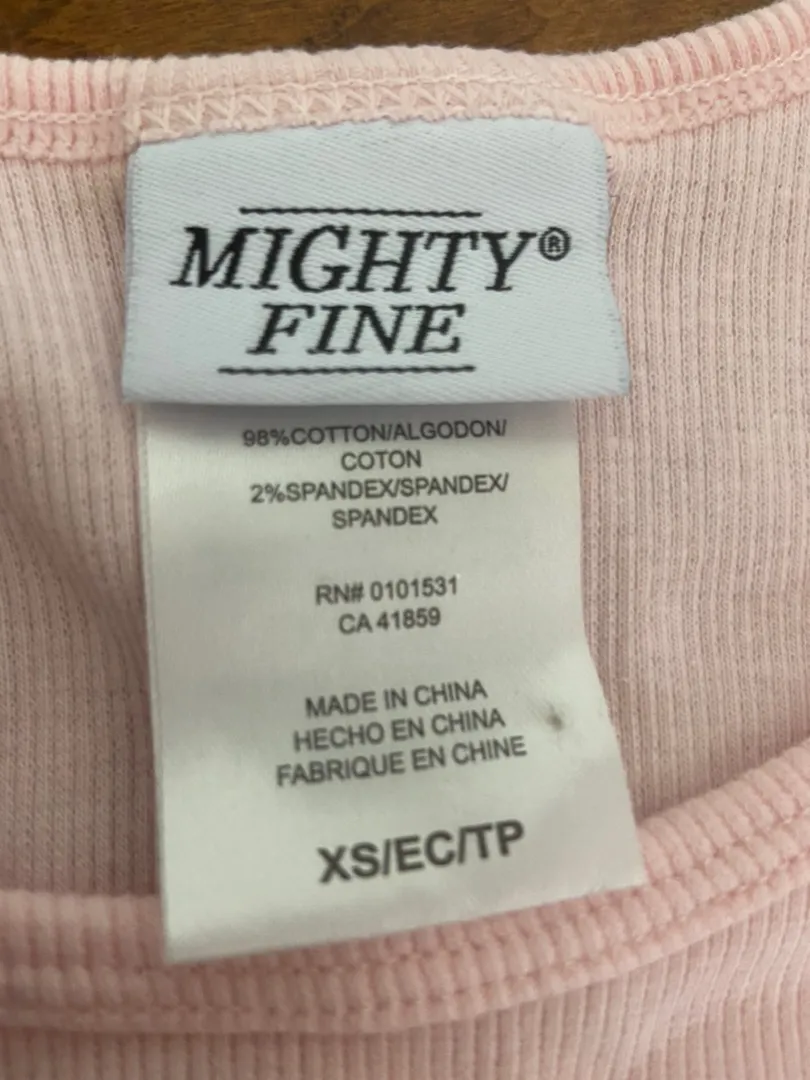 MIGHTY®
FINE
98%COTTON/ALGODON/
COTON
2%SPANDEX/SPANDEX/
SPANDEX
RN# 0101531
CA 41859
MADE IN CHINA
HECHO EN CHINA
FABRIQUE EN CHINE
XS/EC/TP